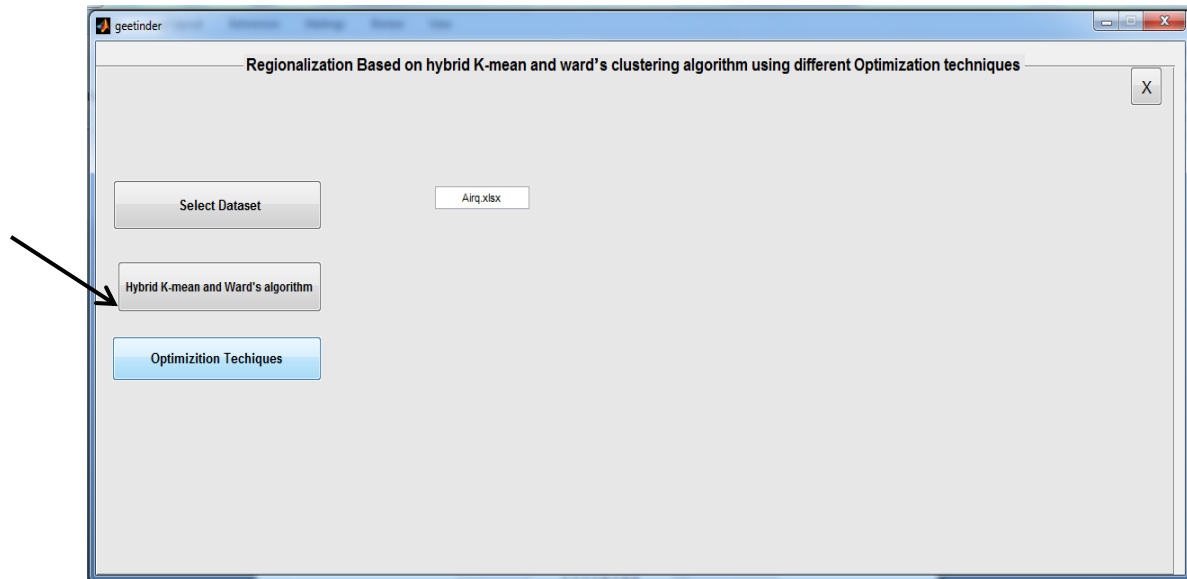 geetinder
Regionalization Based on hybrid K-mean and ward's clustering algorithm using different Optimization techniques
X
Select Dataset
Airq.xlsx
Hybrid K-mean and Ward's algorithm
Optimizition Techiques